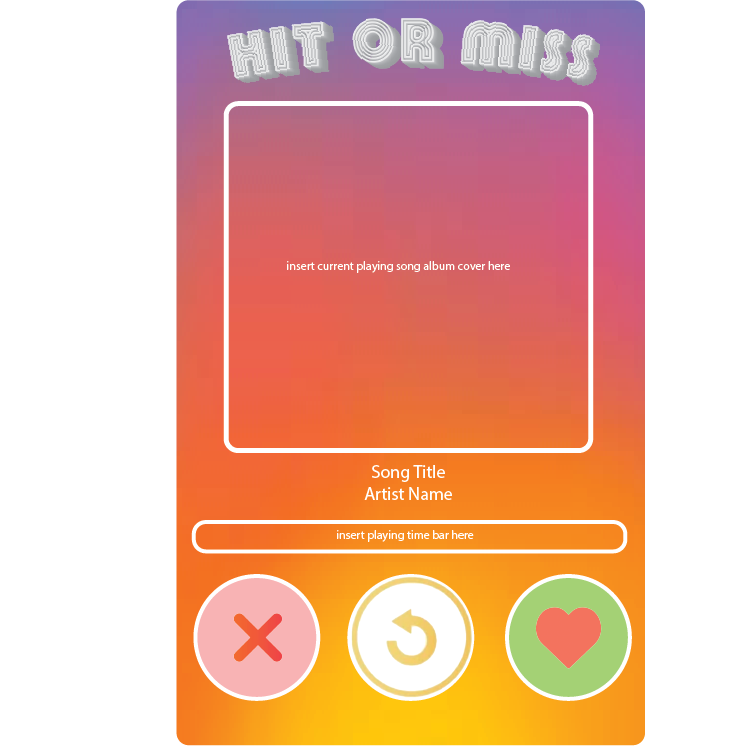 HIT OR MISS
insert current playing song album cover here
Song Title
Artist Name
insert playing time bar here